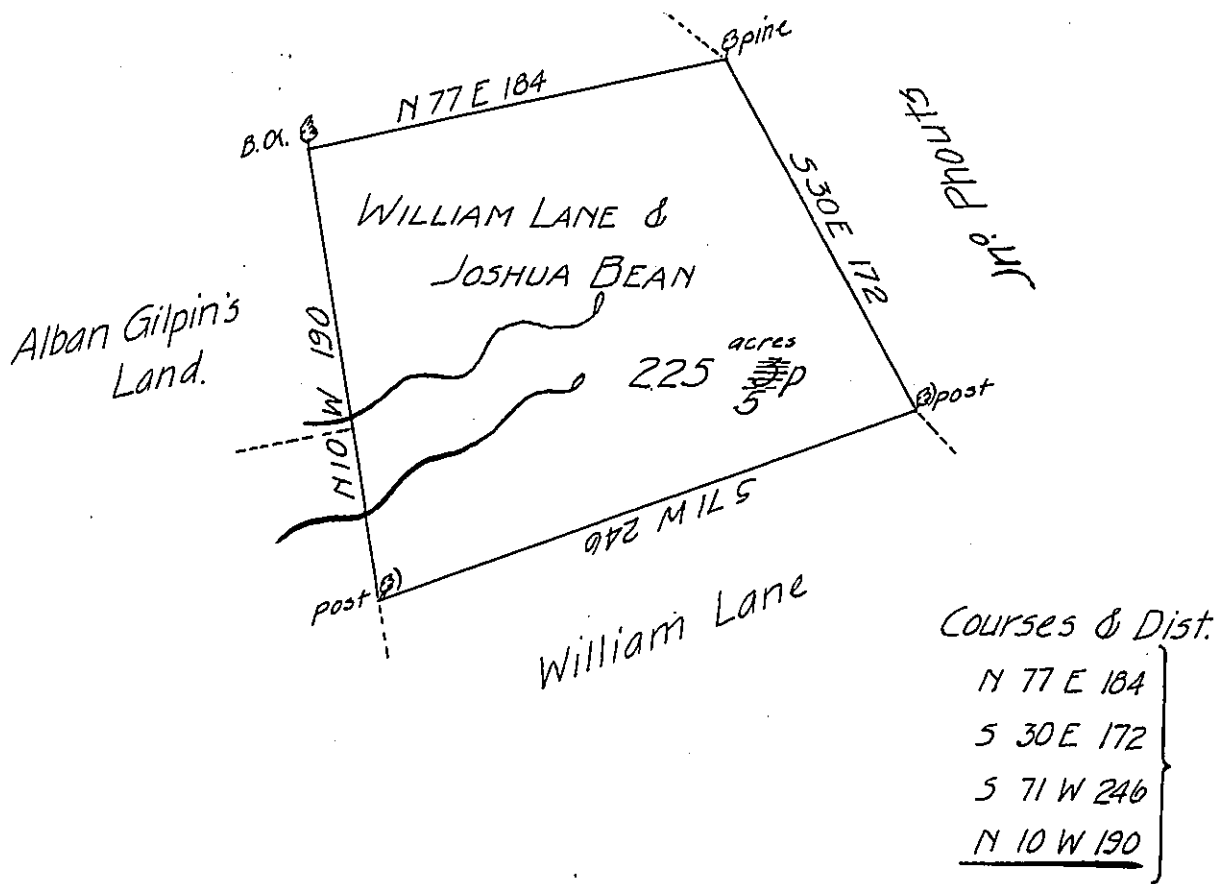 pine
N 77 E 184
B.O.
WILLIAM LANE &
JOSHUA BEAN
S 30 E 172
Jno Phouts
Alban Gilpin's
Land.
N 10 W 190
225 acres
5 p
post
S 71 W 246
post
William Lane
Courses & Dist.
N 77 E 184
S 30 E 172
S 71 W 246
N 10 W 190